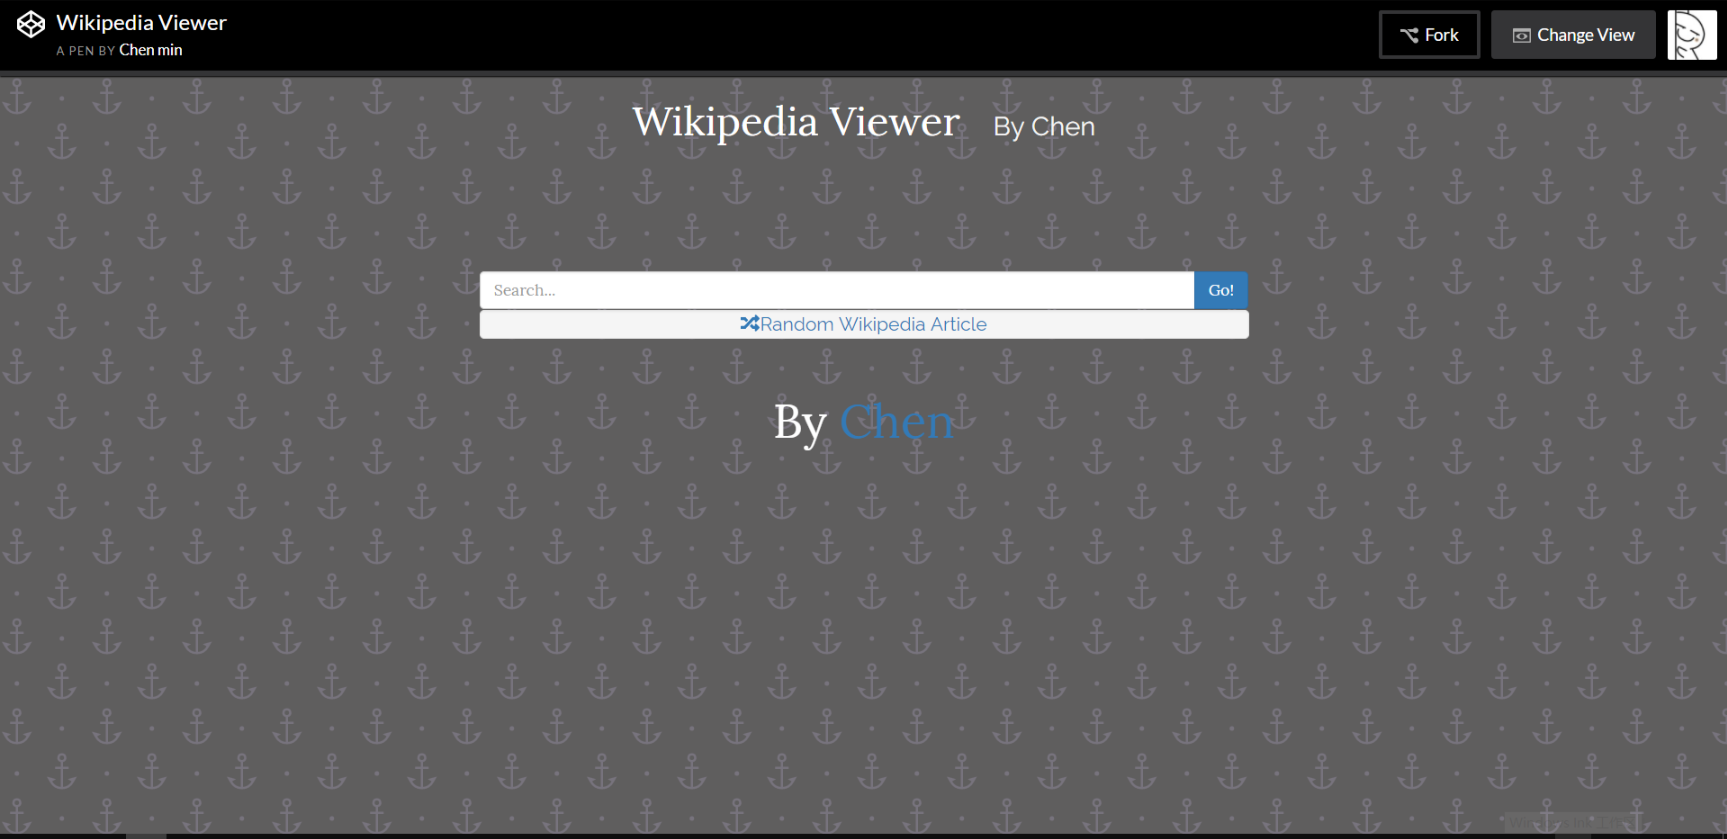 Wikipedia Viewer
A PEN BY Chen min
Fork
Change View
Wikipedia Viewer By Chen
Search...
Go!
Random Wikipedia Article
By Chen